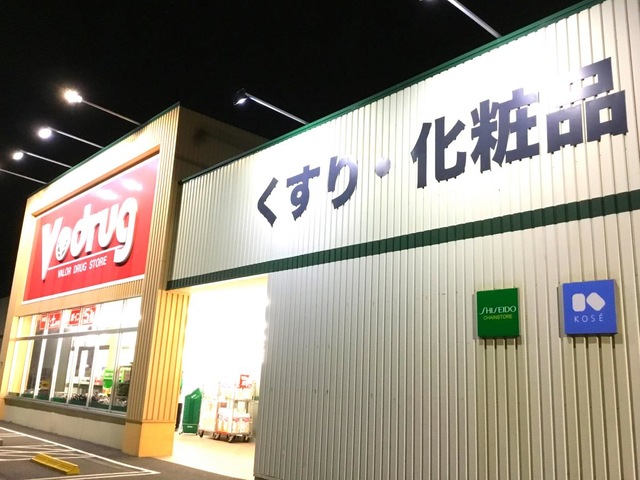 V•drug
VALOR DRUG STORE
くすり・化粧品
SHISEIDO
CHAINSTORE
KOSÉ